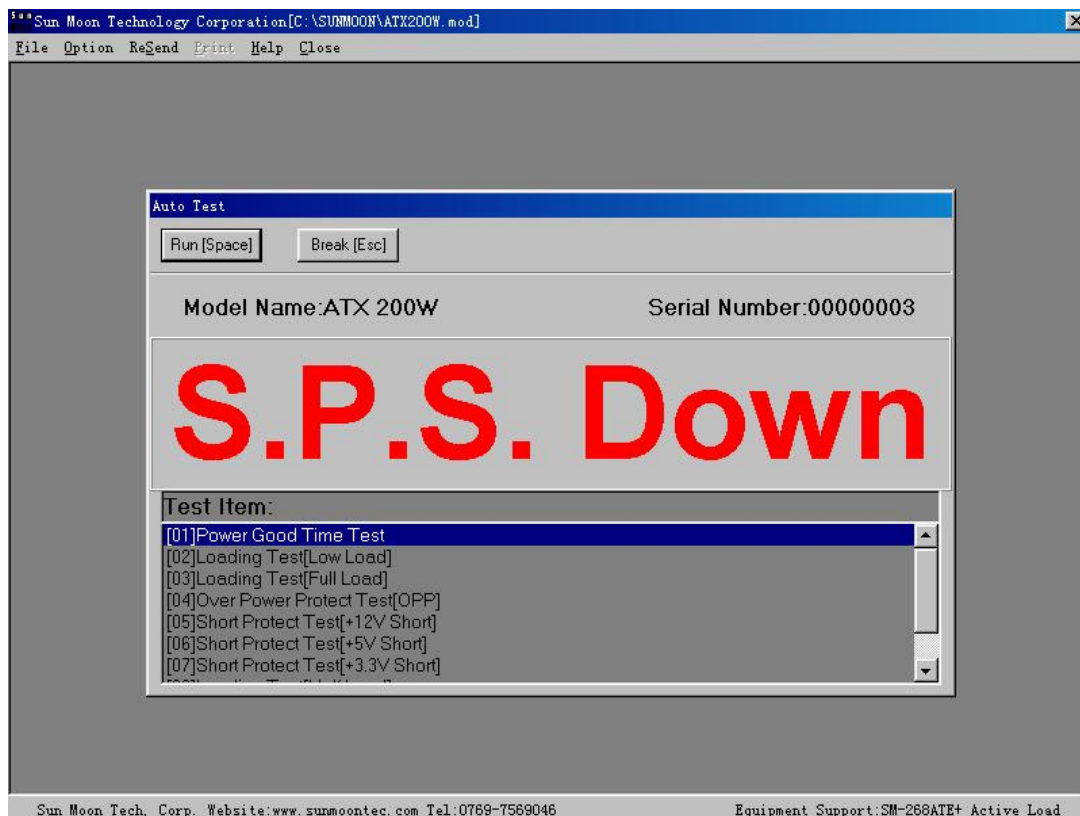 Sun Moon Technology Corporation[C:\SUNMOON\ATX200W.mod]
File Option ReSend Print Help Close
Auto Test
Run [Space] Break [Esc]
Model Name:ATX 200W Serial Number:00000003
S.P.S. Down
Test Item:
[01]Power Good Time Test
[02]Loading Test[Low Load]
[03]Loading Test[Full Load]
[04]Over Power Protect Test[OPP]
[05]Short Protect Test[+12V Short]
[06]Short Protect Test[+5V Short]
[07]Short Protect Test[+3.3V Short]
Sun Moon Tech, Corp. Website:www.sunmoontec.com Tel:0769-7569046 Equipment Support:SM-268ATE+ Active Load